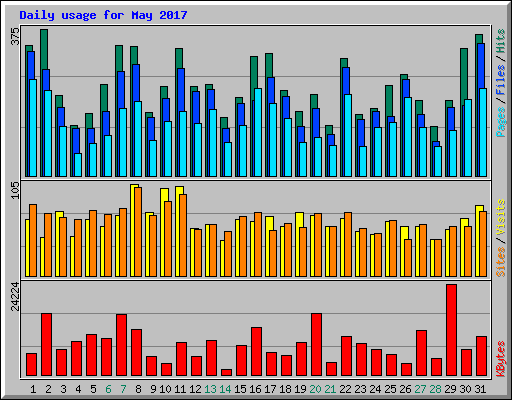 Daily usage for May 2017
375
Pages / Files / Hits
105
Sites / Visits
24224
KBytes
1 2 3 4 5 6 7 8 9 10 11 12 13 14 15 16 17 18 19 20 21 22 23 24 25 26 27 28 29 30 31